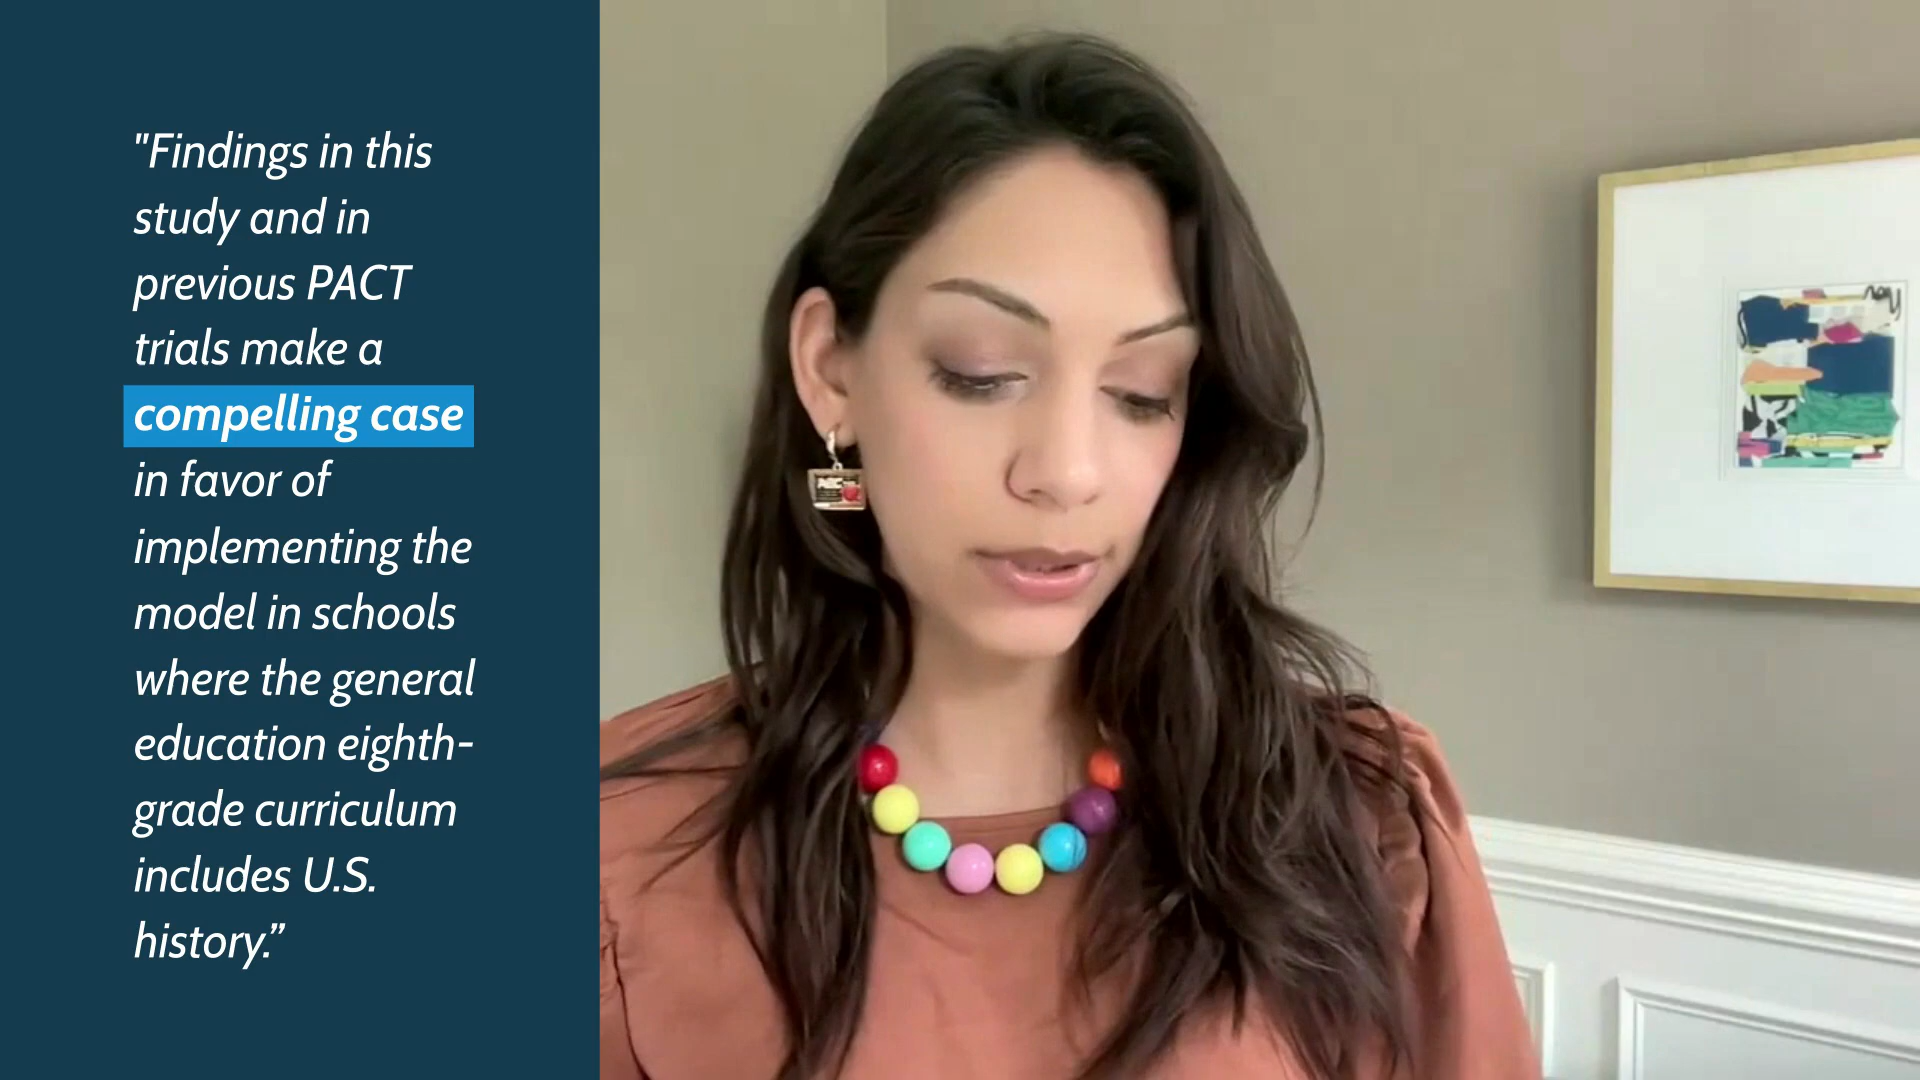 "Findings in this
study and in
previous PACT
trials make a
compelling case
in favor of
implementing the
model in schools
where the general
education eighth-
grade curriculum
includes U.S.
history.”
ABC